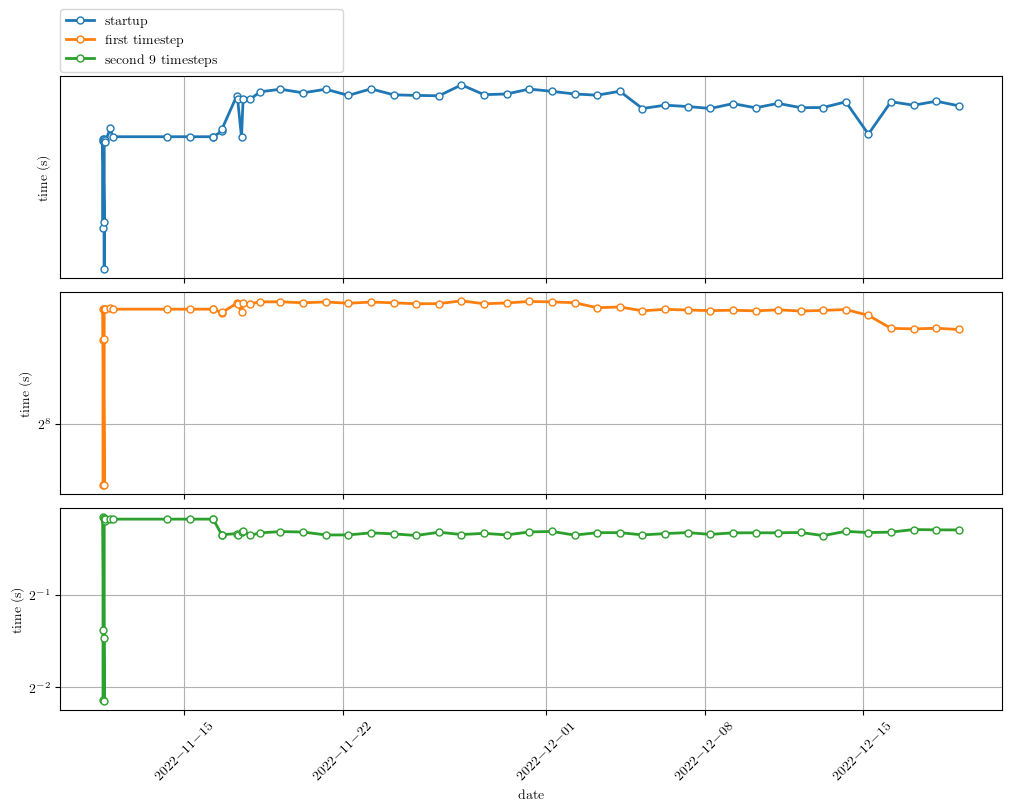 startup
first timestep
second 9 timesteps
time (s)
time (s)
2^8
time (s)
2^-1
2^-2
2022-11-15
2022-11-22
2022-12-01
2022-12-08
2022-12-15
date